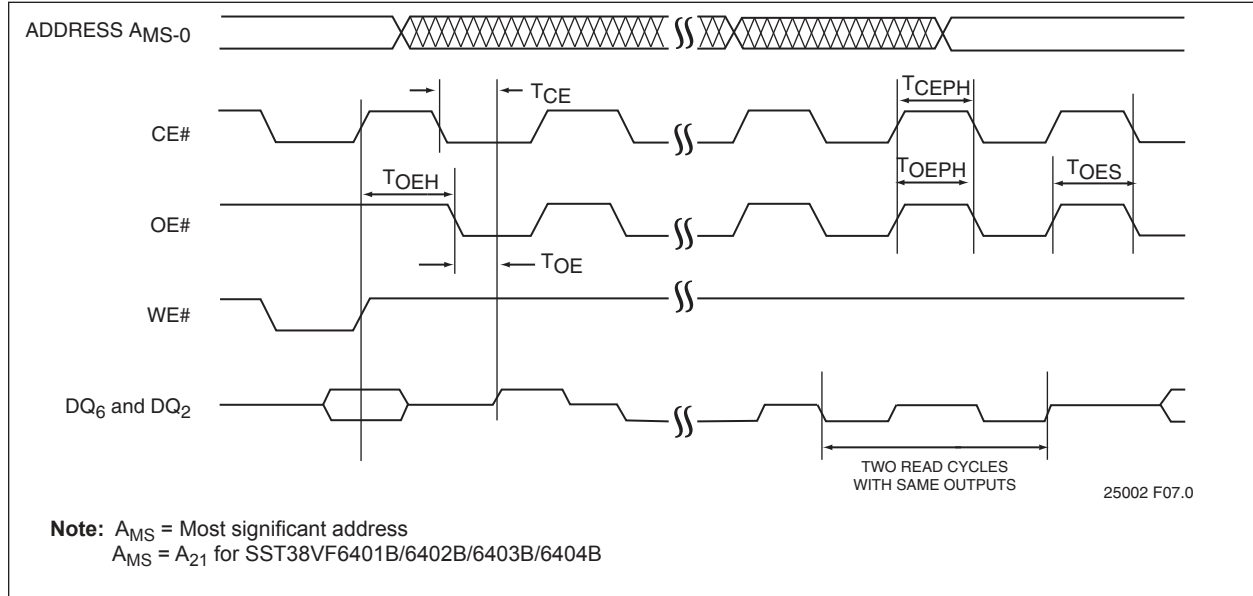 ADDRESS AMS-0
TCE
TCEPH
CE#
TOEH
TOEPH
TOES
OE#
TOE
WE#
DQ6 and DQ2
TWO READ CYCLES
WITH SAME OUTPUTS
25002 F07.0
Note: AMS = Most significant address
AMS = A21 for SST38VF6401B/6402B/6403B/6404B